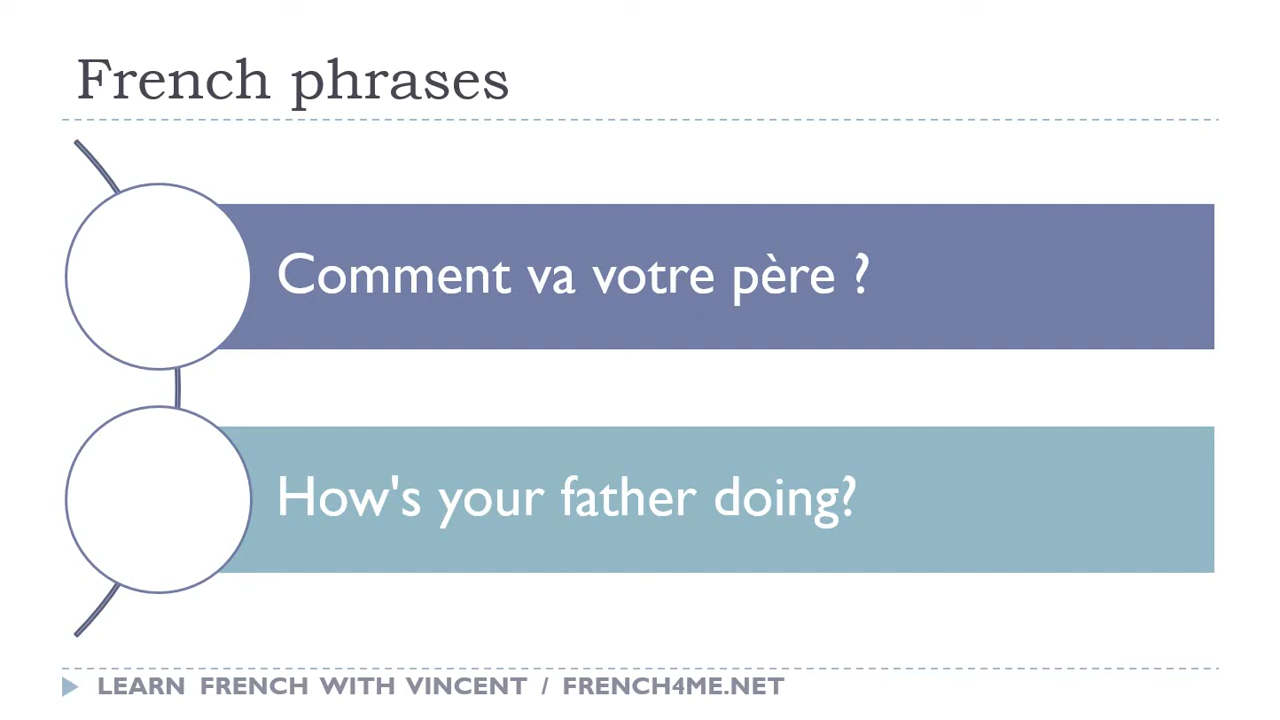 French phrases
Comment va votre père ?
How's your father doing?
LEARN FRENCH WITH VINCENT / FRENCH4ME.NET